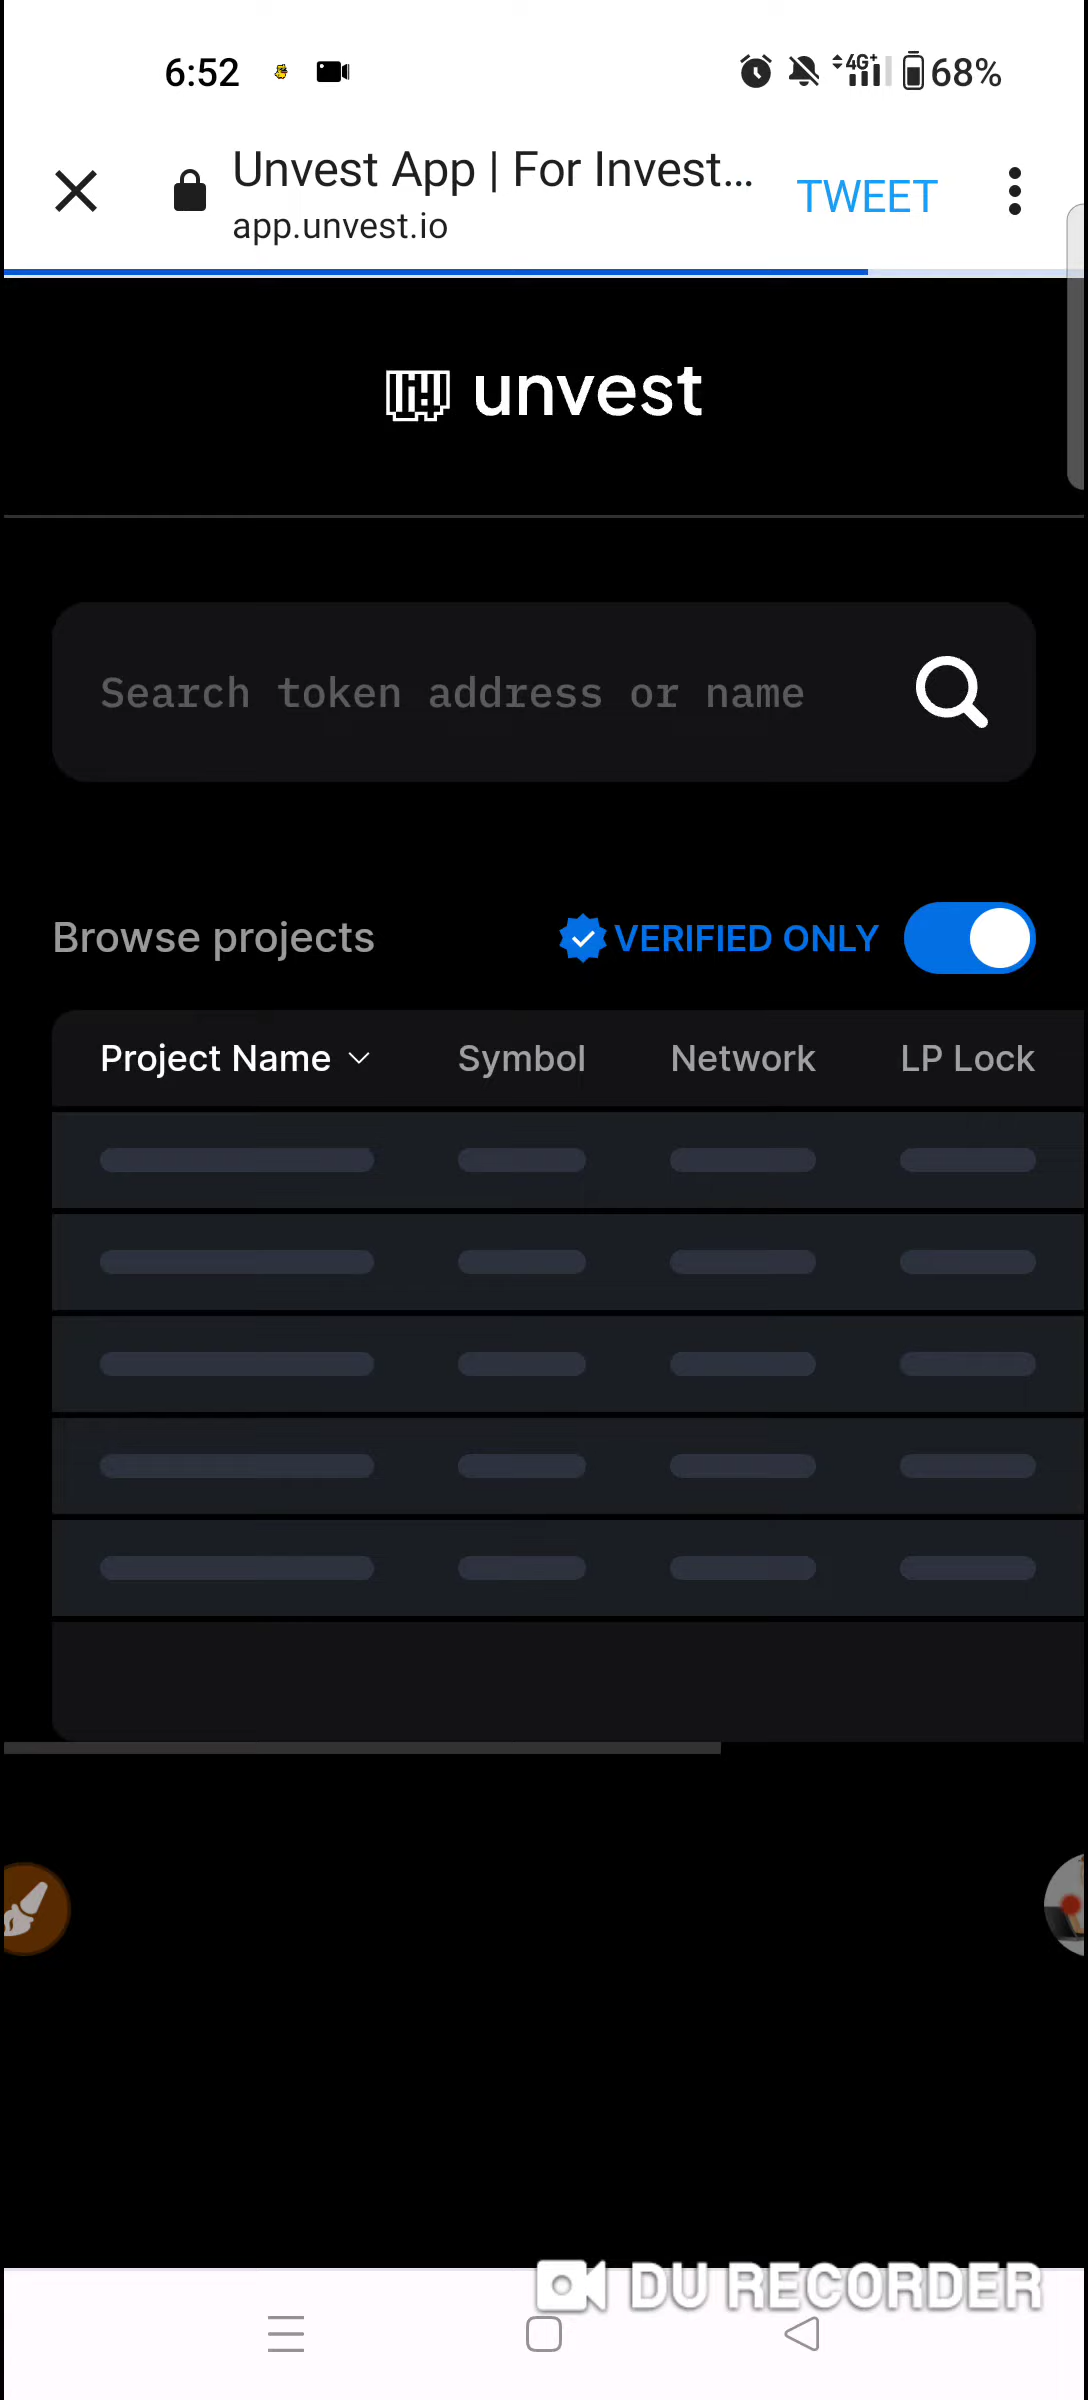 6:52
4G+ 68%
Unvest App | For Invest...
app.unvest.io
TWEET
unvest
Search token address or name
Browse projects VERIFIED ONLY
Project Name Symbol Network LP Lock
DU RECORDER